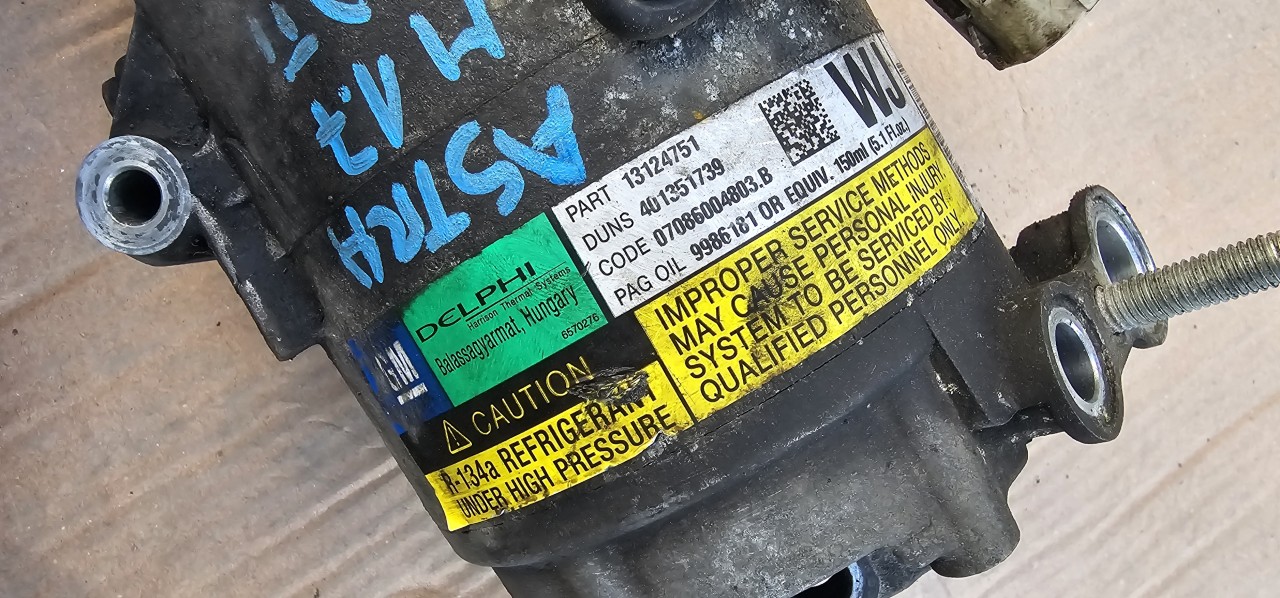 ASTRA
1.7
PART 13124751
DUNS 401351739
CODE 07086004803.B
PAG OIL 9986181 OR EQUIV. 150ml (5.1 Fl.oz.)
WJ
DELPHI
Harrison Thermal Systems
Balassagyarmat, Hungary
6570276
GM
CAUTION
R-134a REFRIGERANT
UNDER HIGH PRESSURE
IMPROPER SERVICE METHODS
MAY CAUSE PERSONAL INJURY.
SYSTEM TO BE SERVICED BY
QUALIFIED PERSONNEL ONLY.